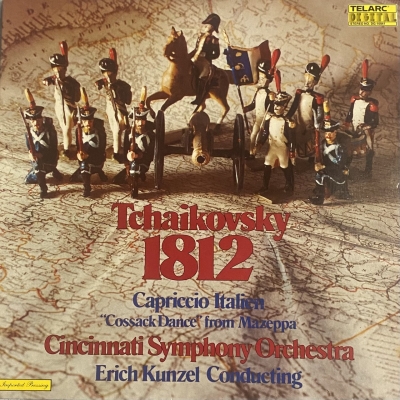 TELARC
DIGITAL
Tchaikovsky
1812
Capriccio Italien
"Cossack Dance" from Mazeppa
Cincinnati Symphony Orchestra
Erich Kunzel Conducting
Imported Pressing